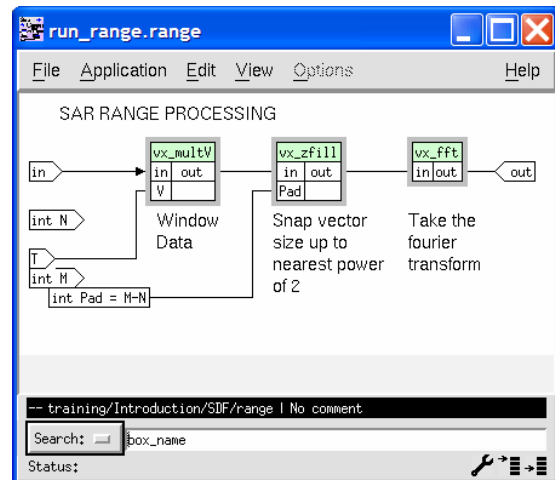 run_range.range
File Application Edit View Options Help
SAR RANGE PROCESSING
vx_multV
in out
V
vx_zfill
in out
Pad
vx_fft
in out
in
out
int N
T
int M
int Pad = M-N
Window
Data
Snap vector
size up to
nearest power
of 2
Take the
fourier
transform
-- training/Introduction/SDF/range | No comment
Search: box_name
Status: